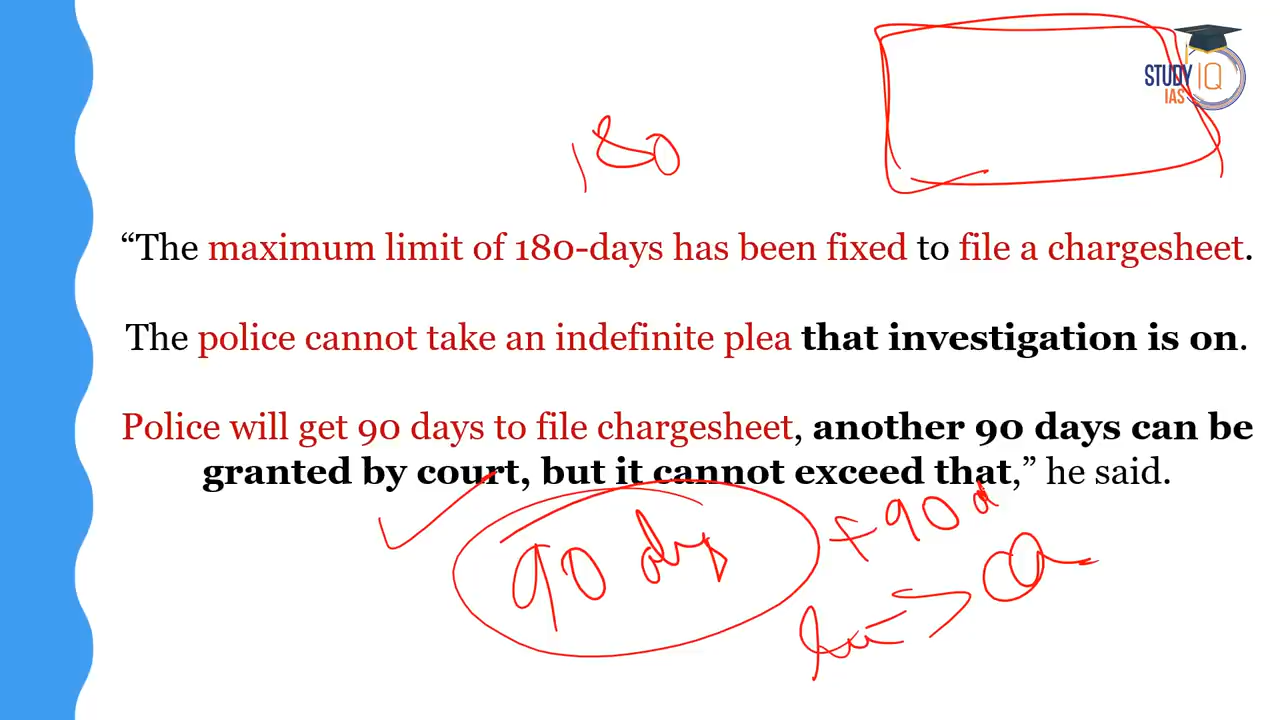 STUDY IQ
IAS
180
“The maximum limit of 180-days has been fixed to file a chargesheet.
The police cannot take an indefinite plea that investigation is on.
Police will get 90 days to file chargesheet, another 90 days can be
granted by court, but it cannot exceed that,” he said.
90 days
+90 d